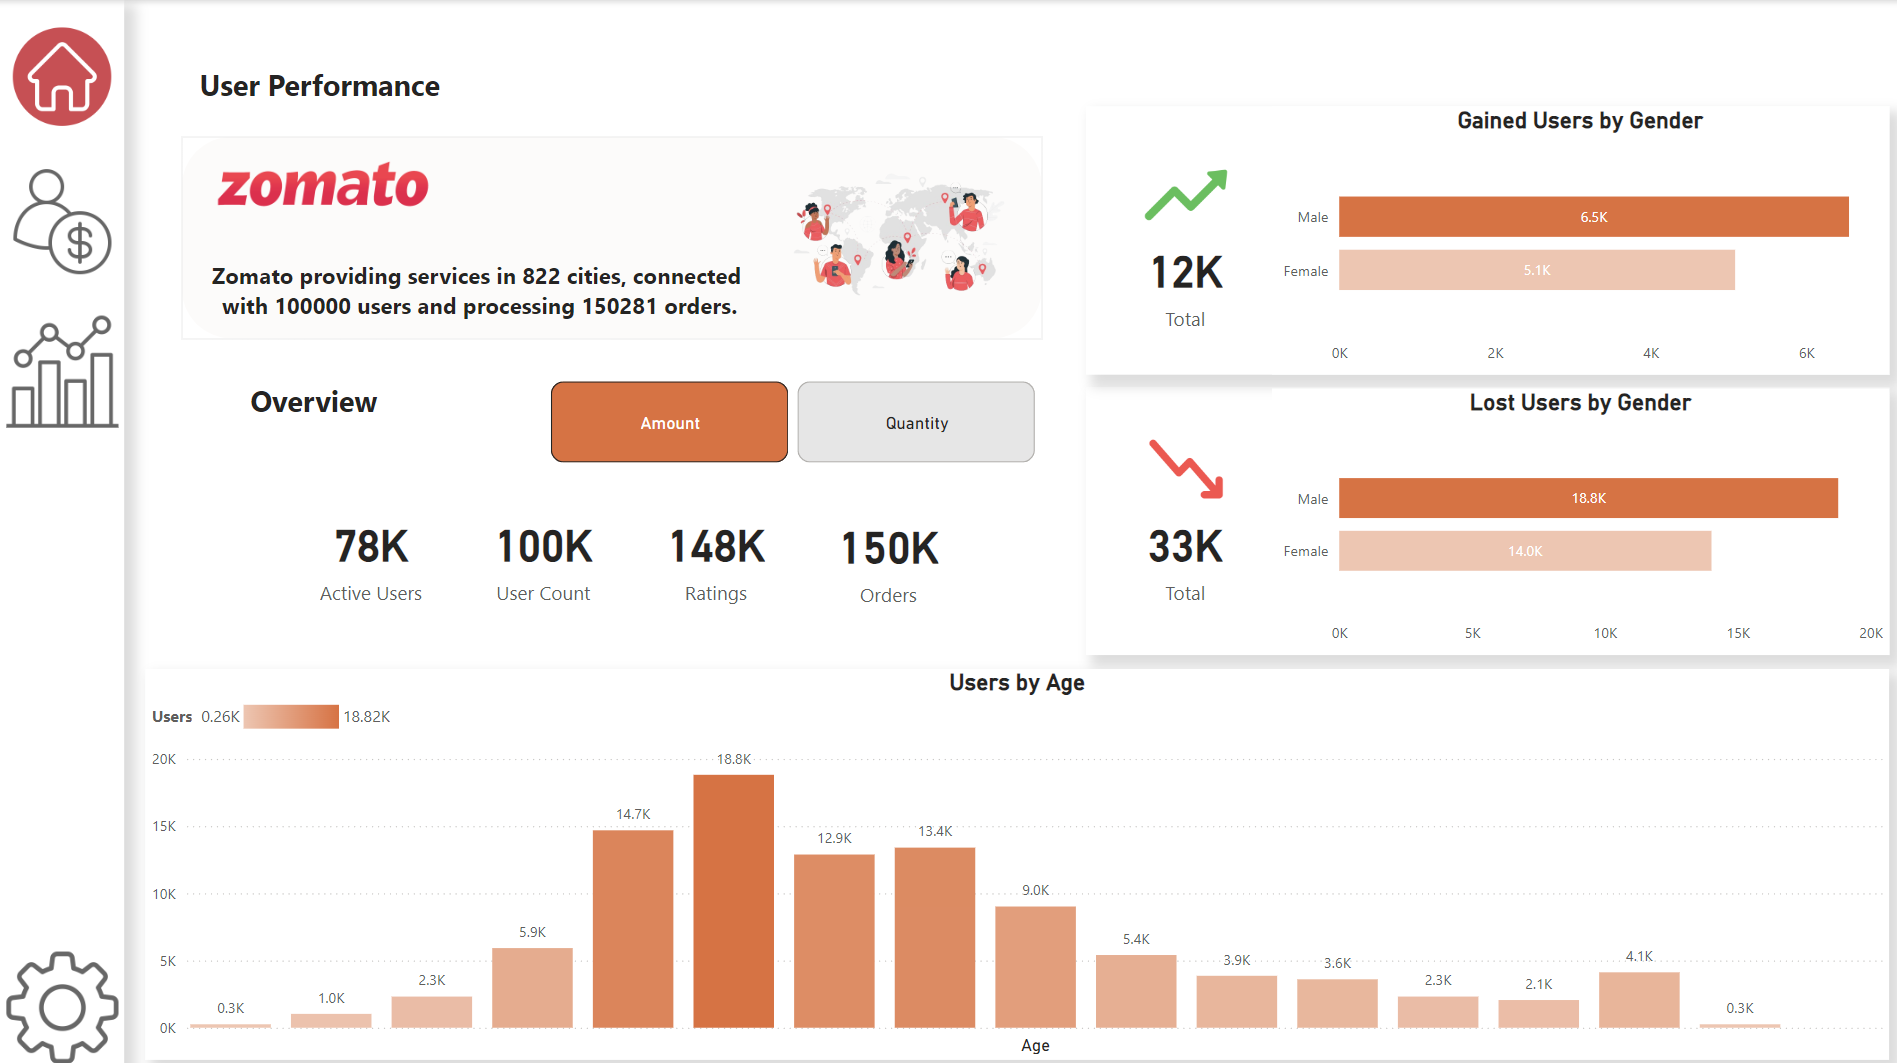 User Performance
zomato
Zomato providing services in 822 cities, connected
with 100000 users and processing 150281 orders.
Overview
Amount
Quantity
78K
Active Users
100K
User Count
148K
Ratings
150K
Orders
Gained Users by Gender
12K
Total
Male
6.5K
Female
5.1K
0K 2K 4K 6K
Lost Users by Gender
33K
Total
Male
18.8K
Female
14.0K
0K 5K 10K 15K 20K
Users by Age
Users 0.26K 18.82K
20K
15K
10K
5K
0K
0.3K 1.0K 2.3K 5.9K 14.7K 18.8K 12.9K 13.4K 9.0K 5.4K 3.9K 3.6K 2.3K 2.1K 4.1K 0.3K
Age